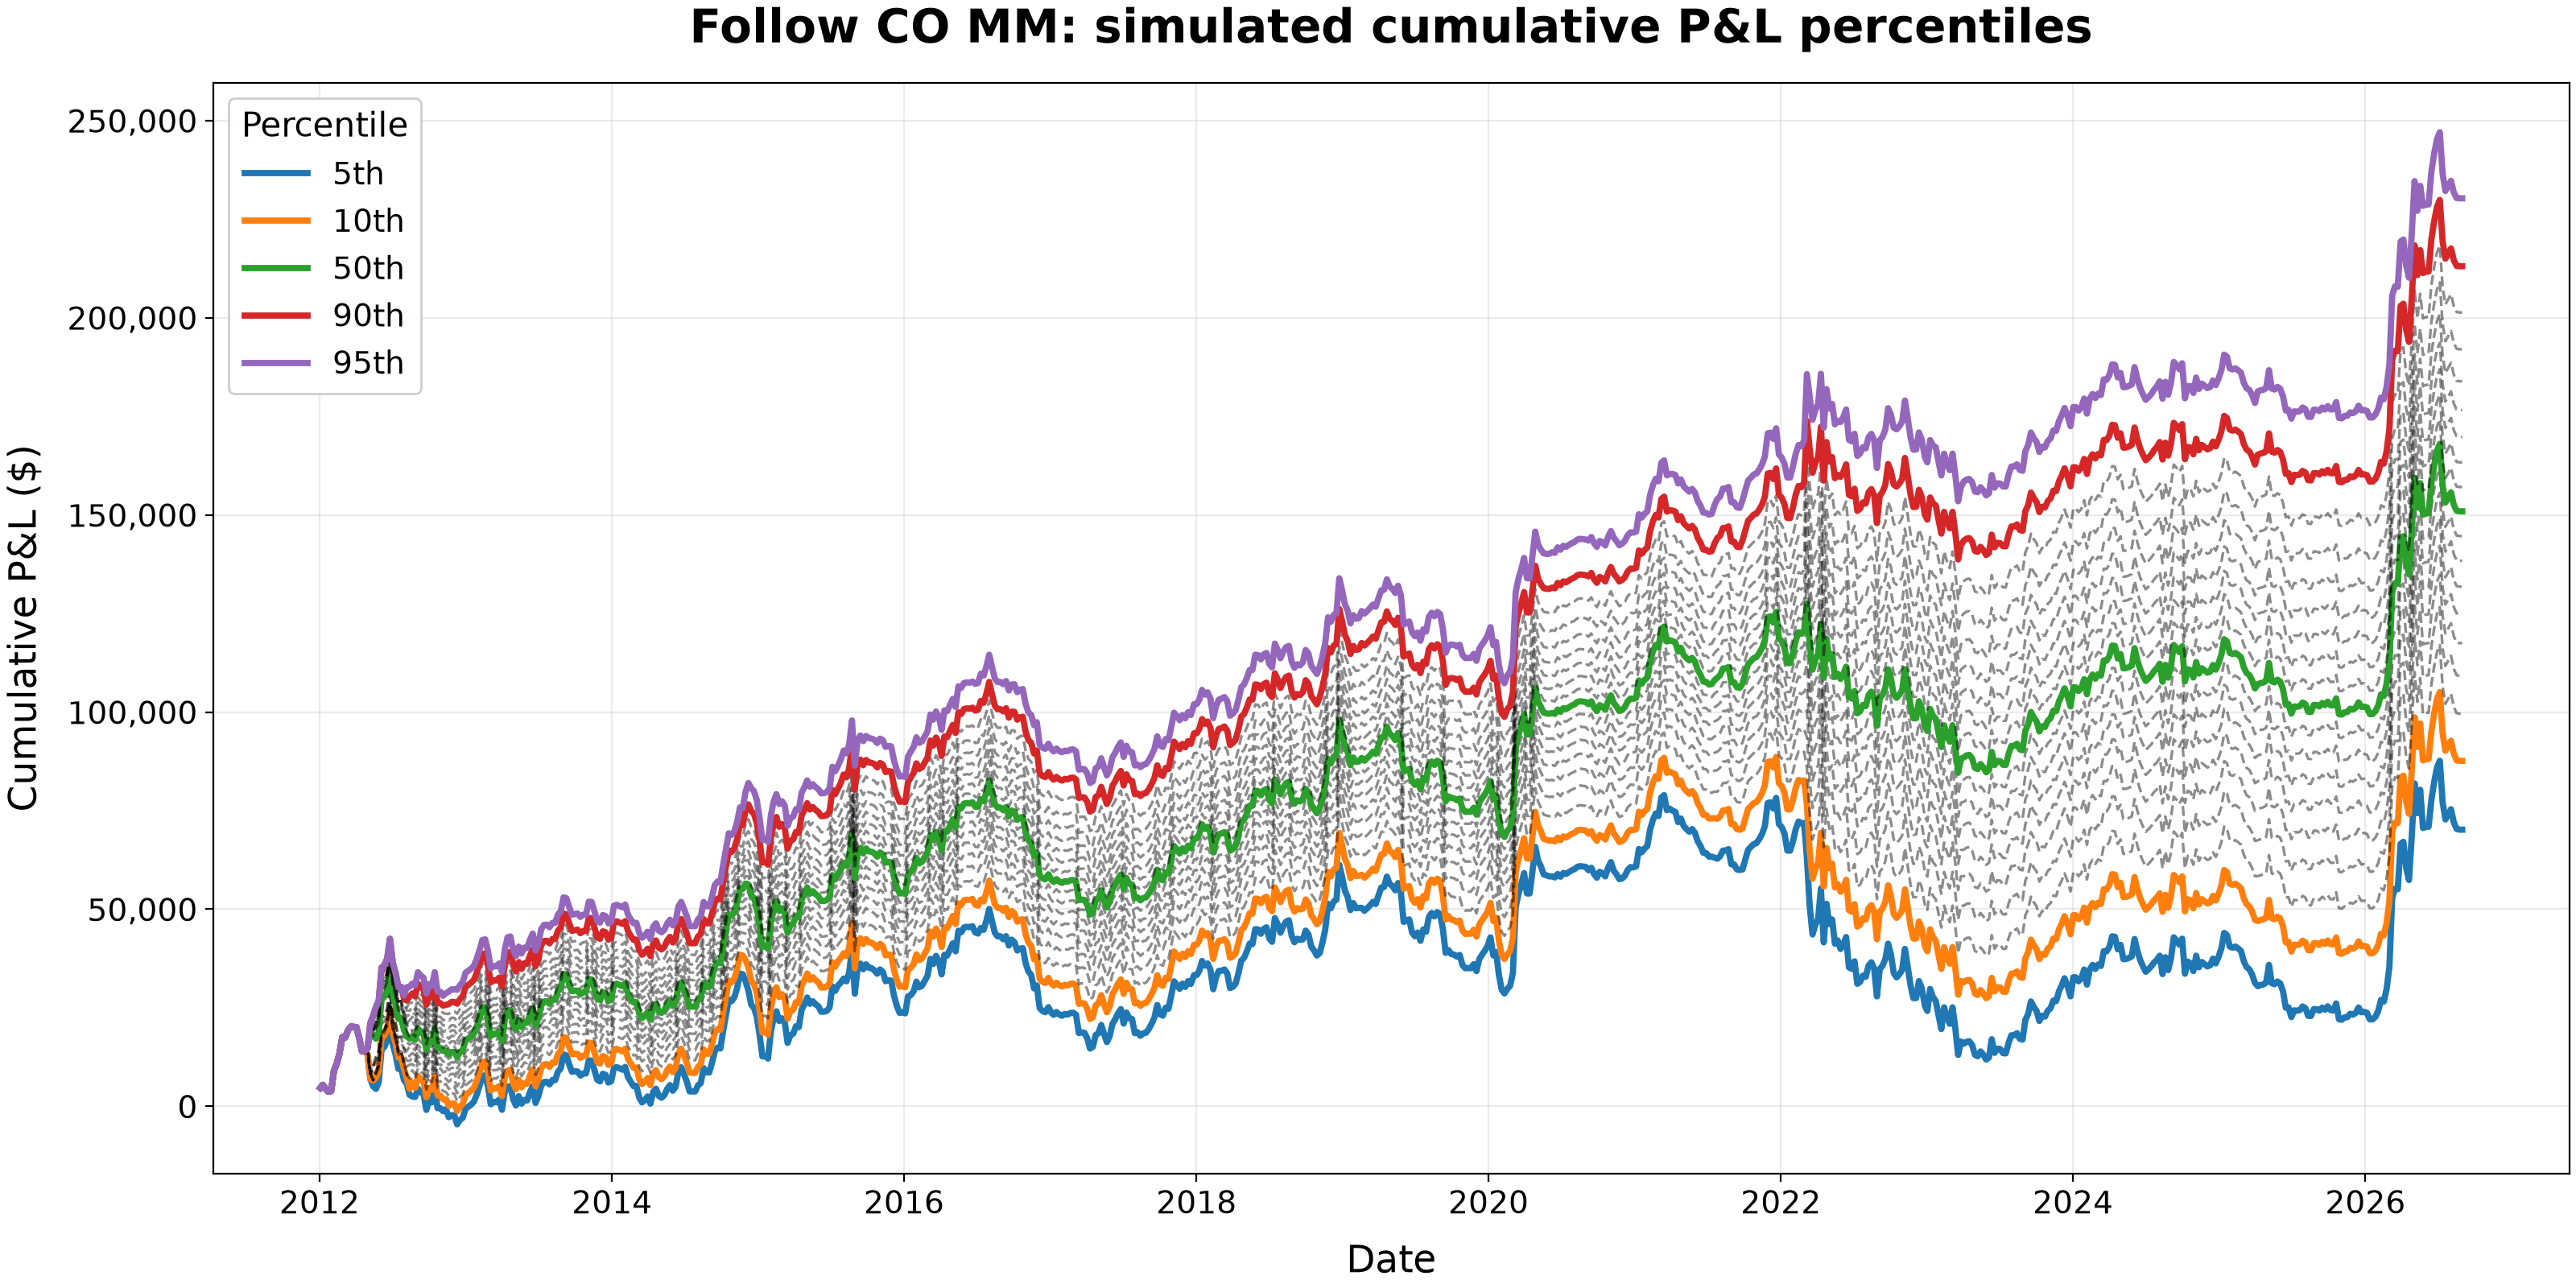 Follow CO MM: simulated cumulative P&L percentiles
Percentile
5th
10th
50th
90th
95th
Cumulative P&L ($)
250,000
200,000
150,000
100,000
50,000
0
2012 2014 2016 2018 2020 2022 2024 2026
Date